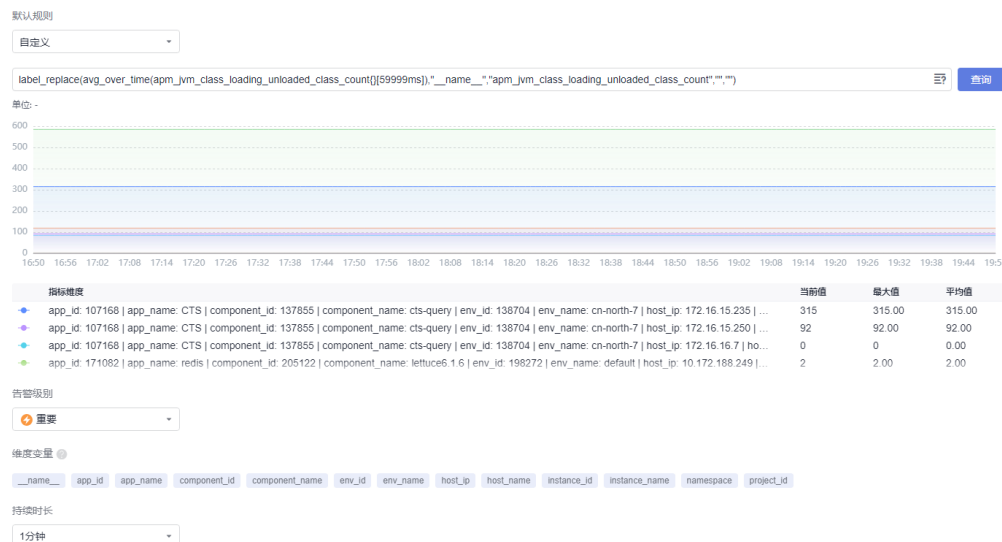 默认规则
自定义
label_replace(avg_over_time(apm_jvm_class_loading_unloaded_class_count{}[59999ms]),"__name__","apm_jvm_class_loading_unloaded_class_count","","")
查询
单位: -
600
500
400
300
200
100
0
16:50 16:56 17:02 17:08 17:14 17:20 17:26 17:32 17:38 17:44 17:50 17:56 18:02 18:08 18:14 18:20 18:26 18:32 18:38 18:44 18:50 18:56 19:02 19:08 19:14 19:20 19:26 19:32 19:38 19:44 19:5
指标维度 当前值 最大值 平均值
app_id: 107168 | app_name: CTS | component_id: 137855 | component_name: cts-query | env_id: 138704 | env_name: cn-north-7 | host_ip: 172.16.15.235 | ... 315 315.00 315.00
app_id: 107168 | app_name: CTS | component_id: 137855 | component_name: cts-query | env_id: 138704 | env_name: cn-north-7 | host_ip: 172.16.15.250 | ... 92 92.00 92.00
app_id: 107168 | app_name: CTS | component_id: 137855 | component_name: cts-query | env_id: 138704 | env_name: cn-north-7 | host_ip: 172.16.16.7 | ho... 0 0 0.00
app_id: 171082 | app_name: redis | component_id: 205122 | component_name: lettuce6.1.6 | env_id: 198272 | env_name: default | host_ip: 10.172.188.249 |... 2 2.00 2.00
告警级别
重要
维度变量 ?
__name__ app_id app_name component_id component_name env_id env_name host_ip host_name instance_id instance_name namespace project_id
持续时长
1分钟